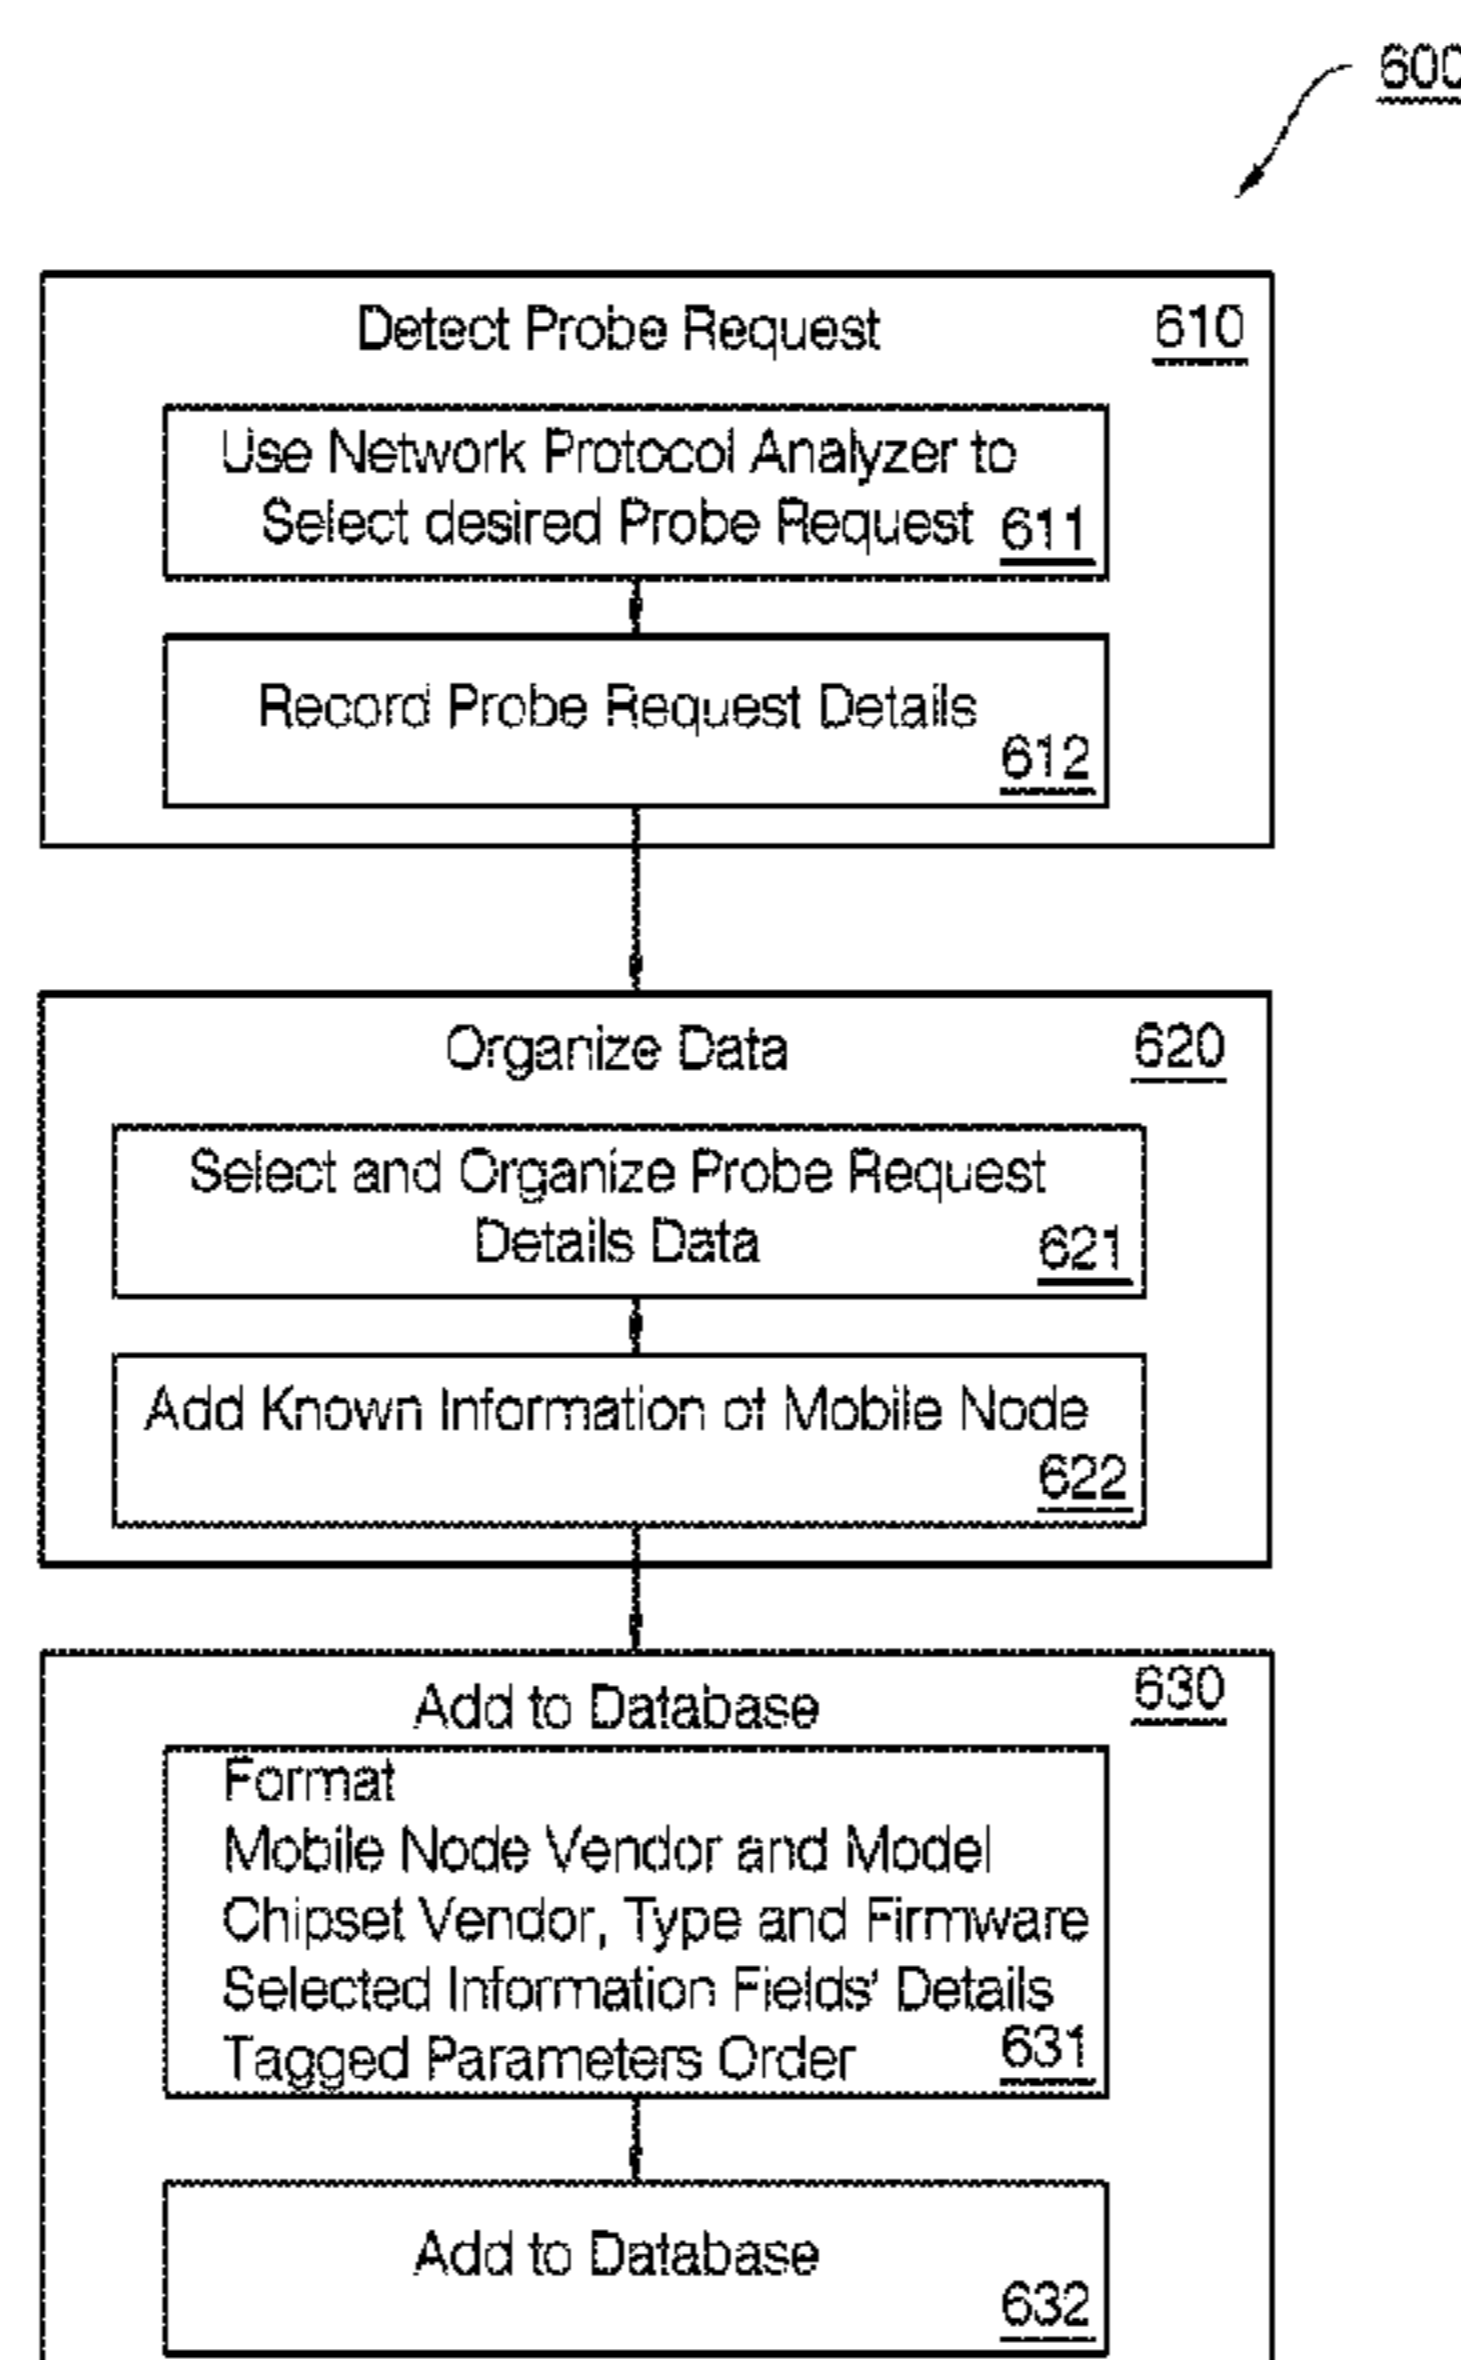 600
Detect Probe Request 610
Use Network Protocol Analyzer to
Select desired Probe Request 611
Record Probe Request Details
612
Organize Data 620
Select and Organize Probe Request
Details Data 621
Add Known Information of Mobile Node
622
Add to Database 630
Format
Mobile Node Vendor and Model
Chipset Vendor, Type and Firmware
Selected Information Fields' Details
Tagged Parameters Order 631
Add to Database
632